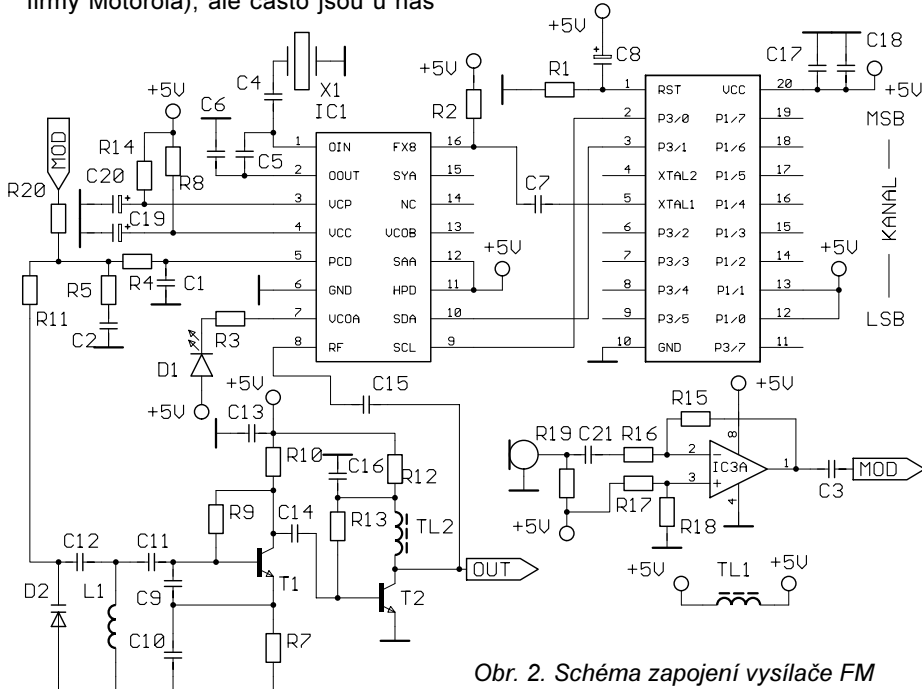 firmy Motorola), ale často jsou u nás
+5V
C4
X1
IC1
C6
C5
+5V
MOD
R14
R8
R20
C20
C19
R4
C1
R5
C2
R11
R3
D1
+5V
1 OIN FX8 16
2 OOUT SYA 15
3 VCP NC 14
4 VCC VCOB 13
5 PCD SAA 12
6 GND HPD 11
7 VCOA SDA 10
8 RF SCL 9
+5V
R2
C7
+5V
R1
+5V
C8
1 RST VCC 20
2 P3/0 P1/7 19
3 P3/1 P1/6 18
4 XTAL2 P1/5 17
5 XTAL1 P1/4 16
6 P3/2 P1/3 15
7 P3/3 P1/2 14
8 P3/4 P1/1 13
9 P3/5 P1/0 12
10 GND P3/7 11
C17
C18
+5V
MSB
KANAL
LSB
+5V
C15
+5V
C13
R10
R9
C16
R12
C14
R13
TL2
C12
C11
D2
L1
C9
C10
T1
R7
T2
OUT
R19
C21
R16
R15
+5V
8
2
-
IC3A
1
3
+
4
R17
R18
+5V
C3
MOD
+5V
TL1
+5V
Obr. 2. Schéma zapojení vysílače FM